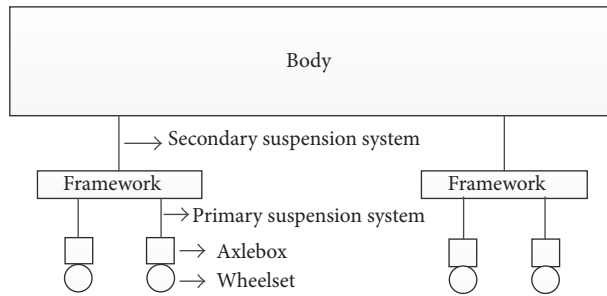 Body
Secondary suspension system
Framework
Framework
Primary suspension system
Axlebox
Wheelset